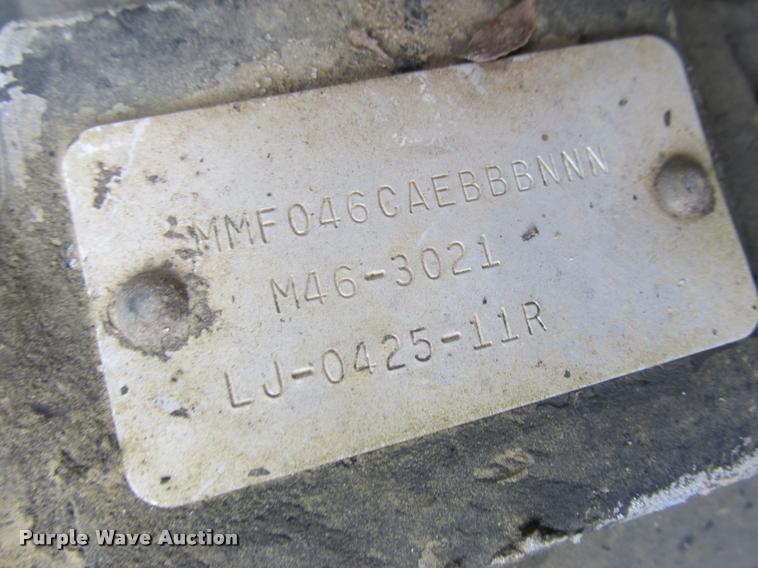 MMF046CAEBBBNNN
M46-3021
LJ-0425-11R
Purple Wave Auction